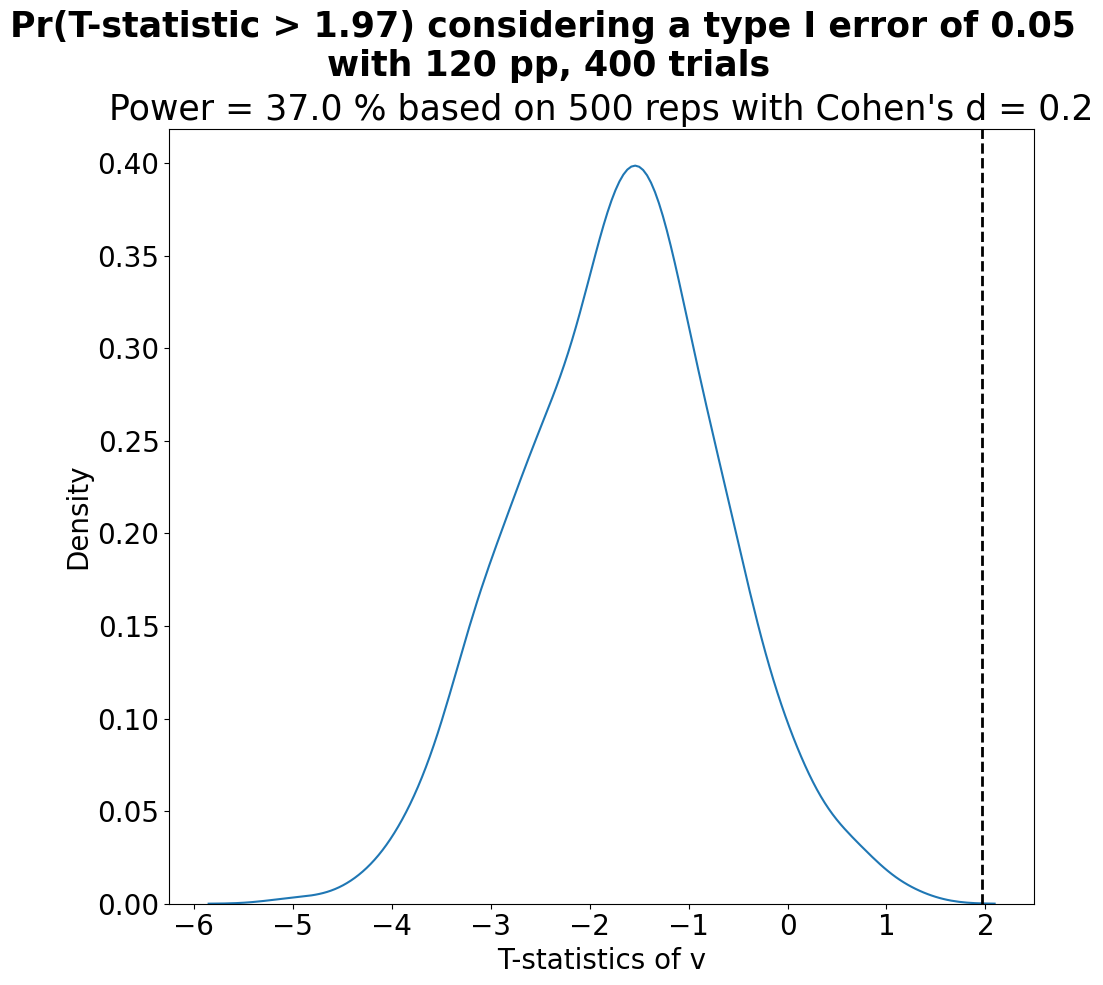 Pr(T-statistic > 1.97) considering a type I error of 0.05
with 120 pp, 400 trials
Power = 37.0 % based on 500 reps with Cohen's d = 0.2
0.40
0.35
0.30
0.25
0.20
0.15
0.10
0.05
0.00
Density
−6 −5 −4 −3 −2 −1 0 1 2
T-statistics of v